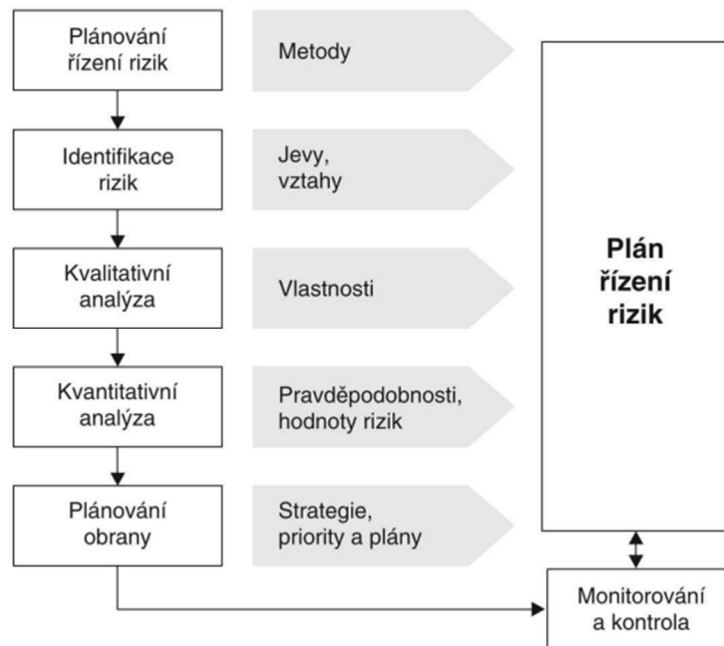 Plánování
řízení rizik
Metody
Identifikace
rizik
Jevy,
vztahy
Kvalitativní
analýza
Vlastnosti
Kvantitativní
analýza
Pravděpodobnosti,
hodnoty rizik
Plánování
obrany
Strategie,
priority a plány
Plán
řízení
rizik
Monitorování
a kontrola